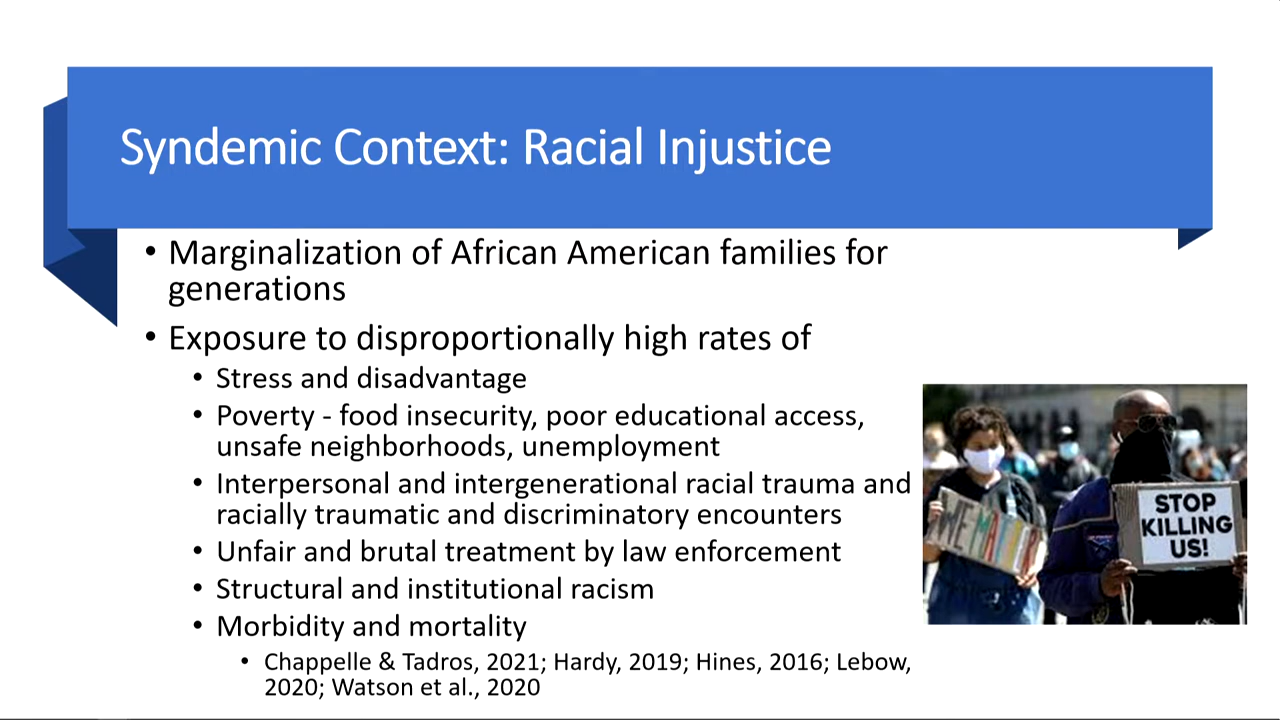 Syndemic Context: Racial Injustice
• Marginalization of African American families for
generations
• Exposure to disproportionally high rates of
• Stress and disadvantage
• Poverty - food insecurity, poor educational access,
unsafe neighborhoods, unemployment
• Interpersonal and intergenerational racial trauma and
racially traumatic and discriminatory encounters
• Unfair and brutal treatment by law enforcement
• Structural and institutional racism
• Morbidity and mortality
• Chappelle & Tadros, 2021; Hardy, 2019; Hines, 2016; Lebow,
2020; Watson et al., 2020
STOP
KILLING
US!